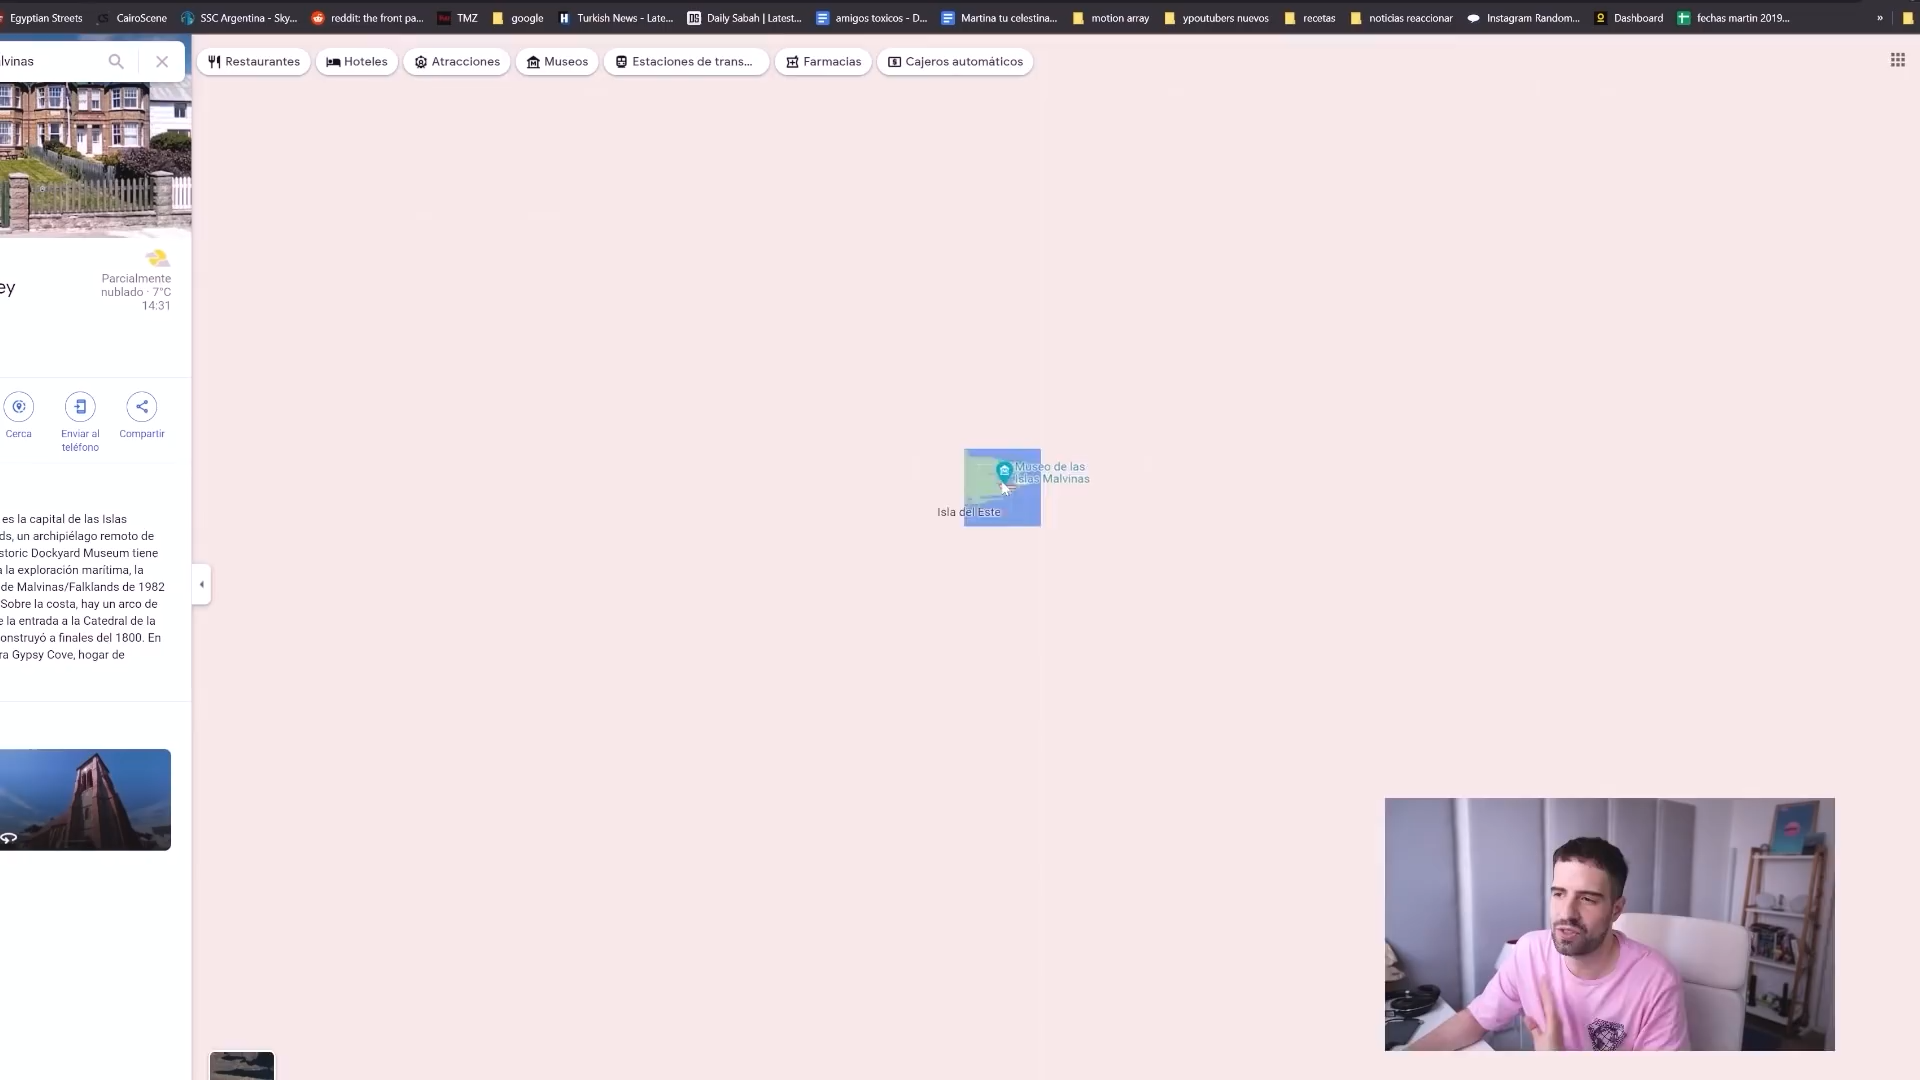 Egyptian Streets CairoScene SSC Argentina - Sky... reddit: the front pa... TMZ google Turkish News - Late... Daily Sabah | Latest... amigos toxicos - D... Martina tu celestina... motion array ypoutubers nuevos recetas noticias reaccionar Instagram Random... Dashboard fechas martin 2019... »
lvinas
Restaurantes Hoteles Atracciones Museos Estaciones de trans... Farmacias Cajeros automáticos
ey
Parcialmente
nublado · 7°C
14:31
Cerca
Enviar al
teléfono
Compartir
Museo de las
Islas Malvinas
Isla del Este
es la capital de las Islas
ds, un archipiélago remoto de
storic Dockyard Museum tiene
a la exploración marítima, la
de Malvinas/Falklands de 1982
Sobre la costa, hay un arco de
e la entrada a la Catedral de la
onstruyó a finales del 1800. En
ra Gypsy Cove, hogar de